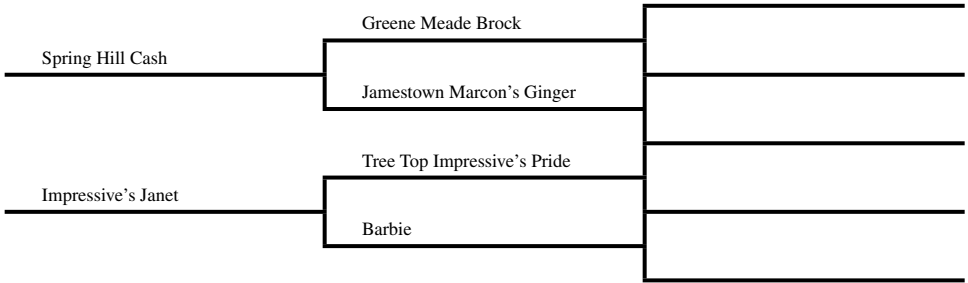 Greene Meade Brock
Spring Hill Cash
Jamestown Marcon's Ginger
Tree Top Impressive's Pride
Impressive's Janet
Barbie